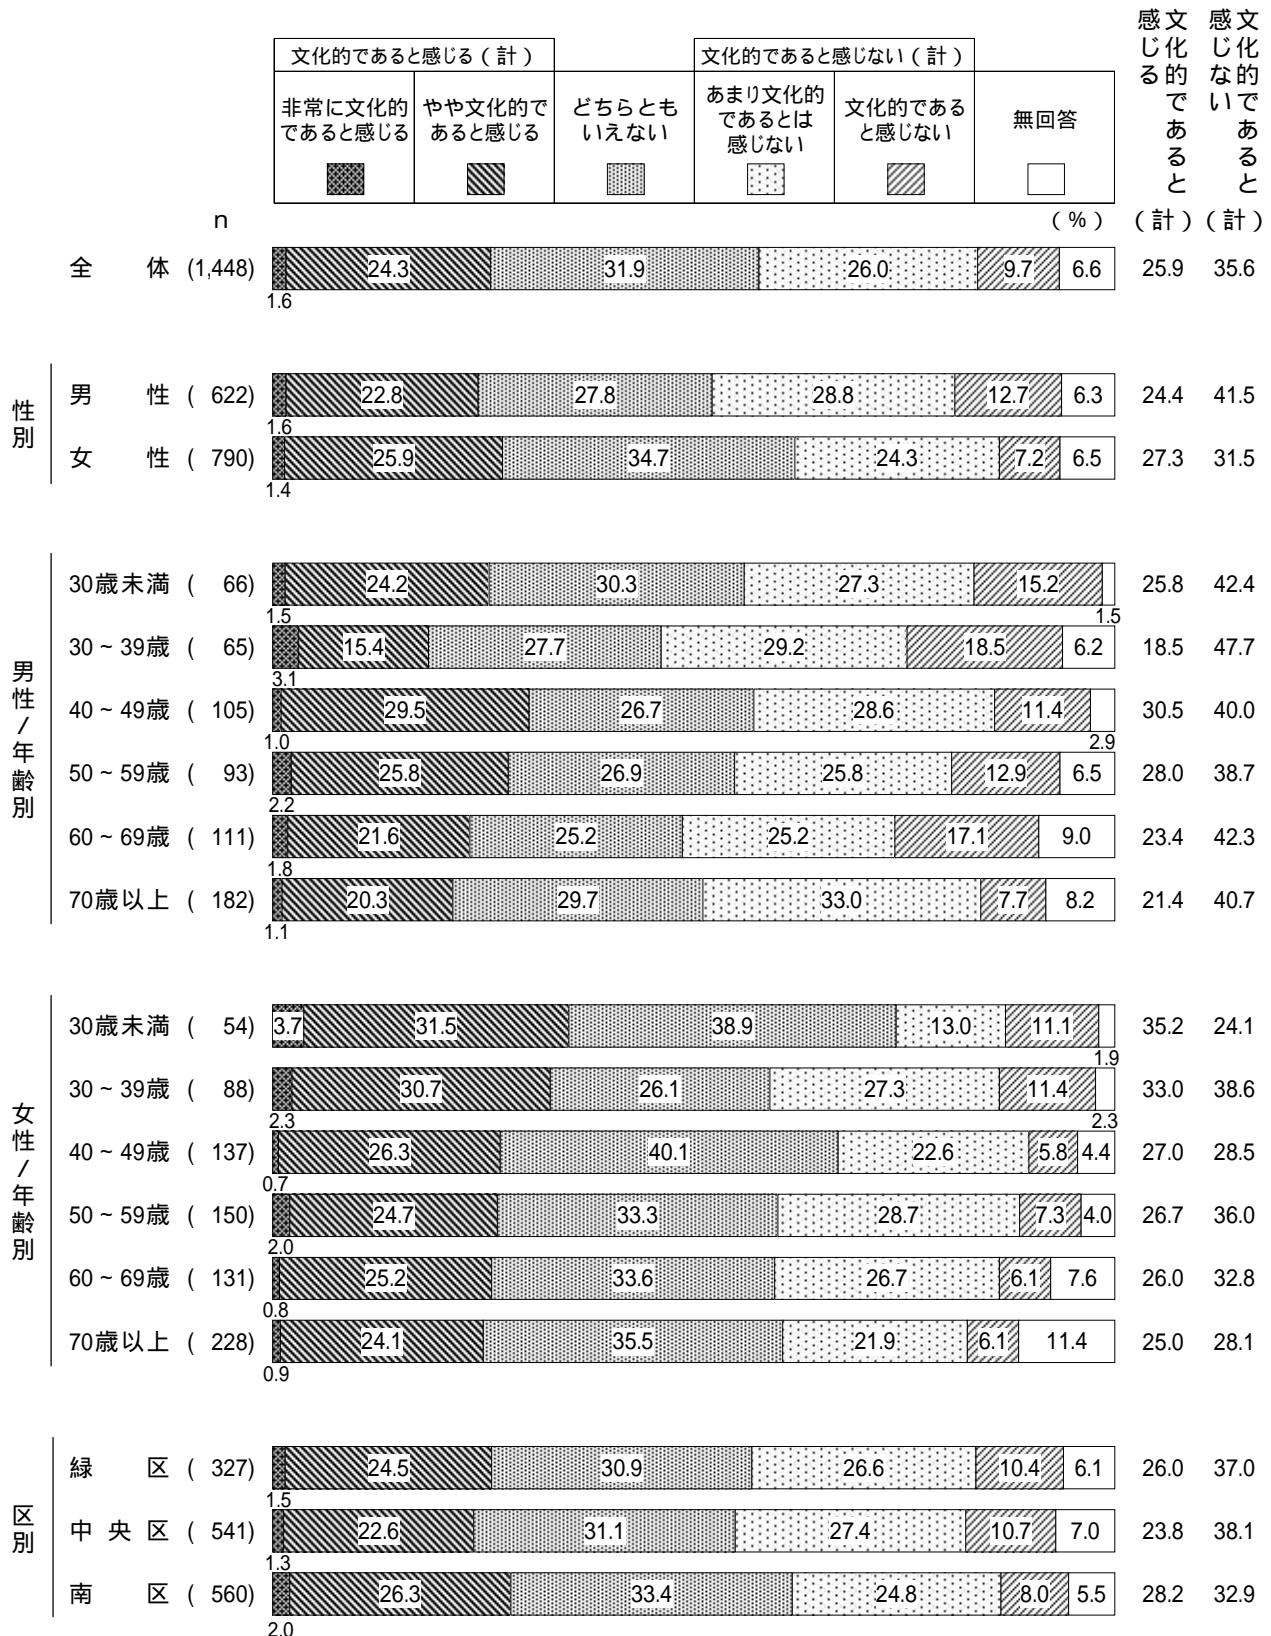 文化的であると感じる（計）
文化的であると感じない（計）
非常に文化的
であると感じる
やや文化的で
あると感じる
どちらとも
いえない
あまり文化的
であるとは
感じない
文化的である
と感じない
無回答
文化的であると
感じる
（計）
文化的であると
感じない
（計）
n
（％）
全体 (1,448) 1.6 24.3 31.9 26.0 9.7 6.6 25.9 35.6
性別
男性 ( 622) 1.6 22.8 27.8 28.8 12.7 6.3 24.4 41.5
女性 ( 790) 1.4 25.9 34.7 24.3 7.2 6.5 27.3 31.5
男性/年齢別
30歳未満 ( 66) 1.5 24.2 30.3 27.3 15.2 1.5 25.8 42.4
30～39歳 ( 65) 3.1 15.4 27.7 29.2 18.5 6.2 18.5 47.7
40～49歳 ( 105) 1.0 29.5 26.7 28.6 11.4 2.9 30.5 40.0
50～59歳 ( 93) 2.2 25.8 26.9 25.8 12.9 6.5 28.0 38.7
60～69歳 ( 111) 1.8 21.6 25.2 25.2 17.1 9.0 23.4 42.3
70歳以上 ( 182) 1.1 20.3 29.7 33.0 7.7 8.2 21.4 40.7
女性/年齢別
30歳未満 ( 54) 3.7 31.5 38.9 13.0 11.1 1.9 35.2 24.1
30～39歳 ( 88) 2.3 30.7 26.1 27.3 11.4 2.3 33.0 38.6
40～49歳 ( 137) 0.7 26.3 40.1 22.6 5.8 4.4 27.0 28.5
50～59歳 ( 150) 2.0 24.7 33.3 28.7 7.3 4.0 26.7 36.0
60～69歳 ( 131) 0.8 25.2 33.6 26.7 6.1 7.6 26.0 32.8
70歳以上 ( 228) 0.9 24.1 35.5 21.9 6.1 11.4 25.0 28.1
区別
緑区 ( 327) 1.5 24.5 30.9 26.6 10.4 6.1 26.0 37.0
中央区 ( 541) 1.3 22.6 31.1 27.4 10.7 7.0 23.8 38.1
南区 ( 560) 2.0 26.3 33.4 24.8 8.0 5.5 28.2 32.9